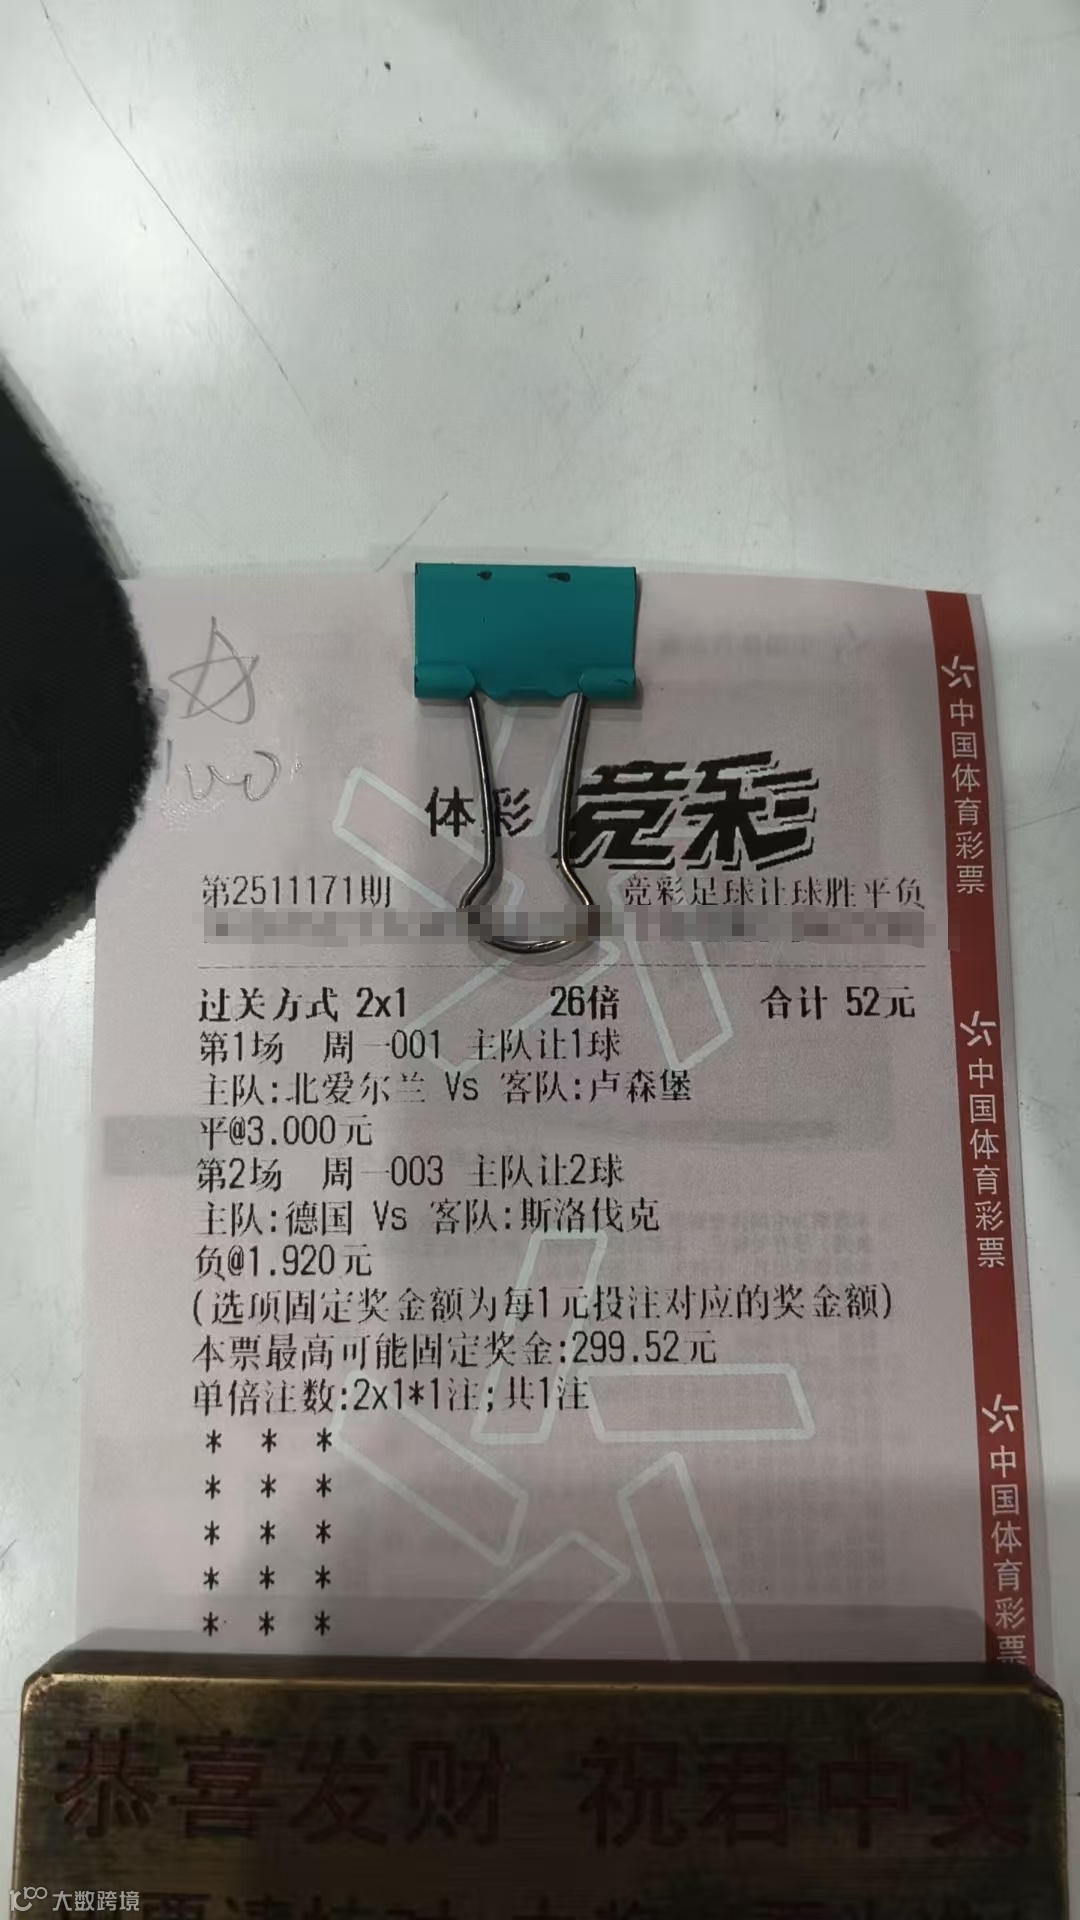 体彩 竞彩
第2511171期 竞彩足球让球胜平负
过关方式 2x1 26倍 合计 52元
第1场 周一001 主队让1球
主队:北爱尔兰 Vs 客队:卢森堡
平@3.000元
第2场 周一003 主队让2球
主队:德国 Vs 客队:斯洛伐克
负@1.920元
(选项固定奖金额为每1元投注对应的奖金额)
本票最高可能固定奖金:299.52元
单倍注数:2x1*1注;共1注
* * *
* * *
* * *
* * *
* * *
中国体育彩票
中国体育彩票
中国体育彩票
恭喜发财 祝君中奖
大数跨境